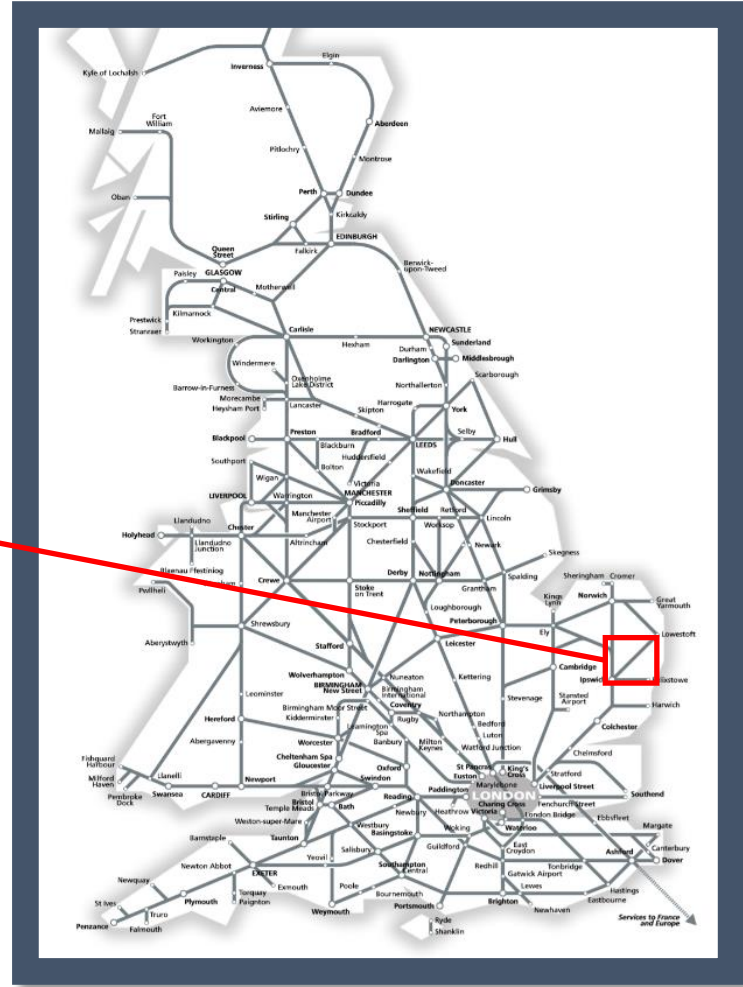 Elgin
Inverness
Kyle of Lochalsh
Aviemore
Fort
William
Aberdeen
Mallaig
Pitlochry
Montrose
Perth
Dundee
Oban
Kirkcaldy
Stirling
EDINBURGH
Queen
Street
Falkirk
Berwick-
upon-Tweed
Paisley
GLASGOW
Central
Motherwell
Prestwick
Kilmarnock
Stranraer
Carlisle
NEWCASTLE
Workington
Hexham
Sunderland
Durham
Darlington
Middlesbrough
Windermere
Scarborough
Oxenholme
Lake District
Barrow-In-Furness
Northallerton
Morecambe
Heysham Port
Lancaster
Harrogate
York
Skipton
Blackpool
Preston
Bradford
Selby
Blackburn
LEEDS
Hull
Southport
Huddersfield
Bolton
Wakefield
Wigan
Victoria
Doncaster
LIVERPOOL
Warrington
MANCHESTER
Piccadilly
Grimsby
Manchester
Airport
Sheffield
Retford
Llandudno
Stockport
Worksop
Lincoln
Holyhead
Chester
Llandudno
Junction
Altrincham
Chesterfield
Newark
Skegness
Blaenau Ffestiniog
Crewe
Derby
Nottingham
Spalding
Sheringham
Cromer
Pwllheli
Stoke
on Trent
Grantham
Kings
Lynn
Norwich
Great
Yarmouth
Loughborough
Peterborough
Shrewsbury
Ely
Lowestoft
Aberystwyth
Stafford
Leicester
Cambridge
Wolverhampton
Nuneaton
Kettering
Ipswich
BIRMINGHAM
New Street
Birmingham
International
Stansted
Airport
Leominster
Coventry
Stevenage
Harwich
Birmingham Moor Street
Northampton
Kidderminster
Rugby
Hereford
Leamington
Spa
Bedford
Colchester
Abergavenny
Worcester
Banbury
Milton
Keynes
Luton
Cheltenham Spa
Watford Junction
Chelmsford
Fishguard
Harbour
Gloucester
Oxford
St Pancras
King's
Cross
Stratford
Milford
Haven
Llanelli
Newport
Swindon
Euston
Marylebone
Liverpool Street
Pembroke
Dock
Swansea
CARDIFF
Bristol Parkway
Reading
Paddington
LONDON
Southend
Bristol
Temple Meads
Bath
Newbury
Heathrow
Victoria
Charing Cross
Fenchurch Street
Weston-super-Mare
Westbury
London Bridge
Ebbsfleet
Basingstoke
Woking
Waterloo
Margate
Barnstaple
Taunton
Salisbury
Guildford
East
Croydon
Canterbury
Yeovil
Ashford
Dover
Newton Abbot
Southampton
Central
Redhill
Tonbridge
EXETER
Gatwick Airport
Newquay
Torquay
Paignton
Exmouth
Poole
Bournemouth
Lewes
Hastings
St Ives
Plymouth
Eastbourne
Truro
Weymouth
Portsmouth
Brighton
Newhaven
Penzance
Falmouth
Ryde
Shanklin
Services to France
and Europe